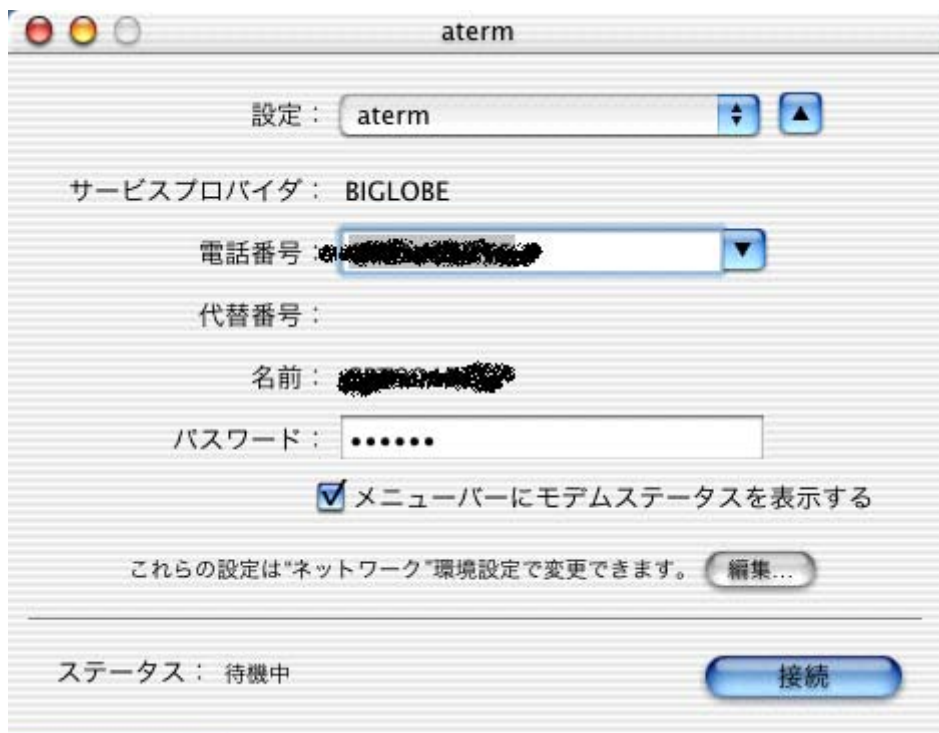 aterm
設定： aterm
サービスプロバイダ： BIGLOBE
電話番号：
代替番号：
名前：
パスワード： ••••••
メニューバーにモデムステータスを表示する
これらの設定は“ネットワーク”環境設定で変更できます。 編集...
ステータス： 待機中 接続